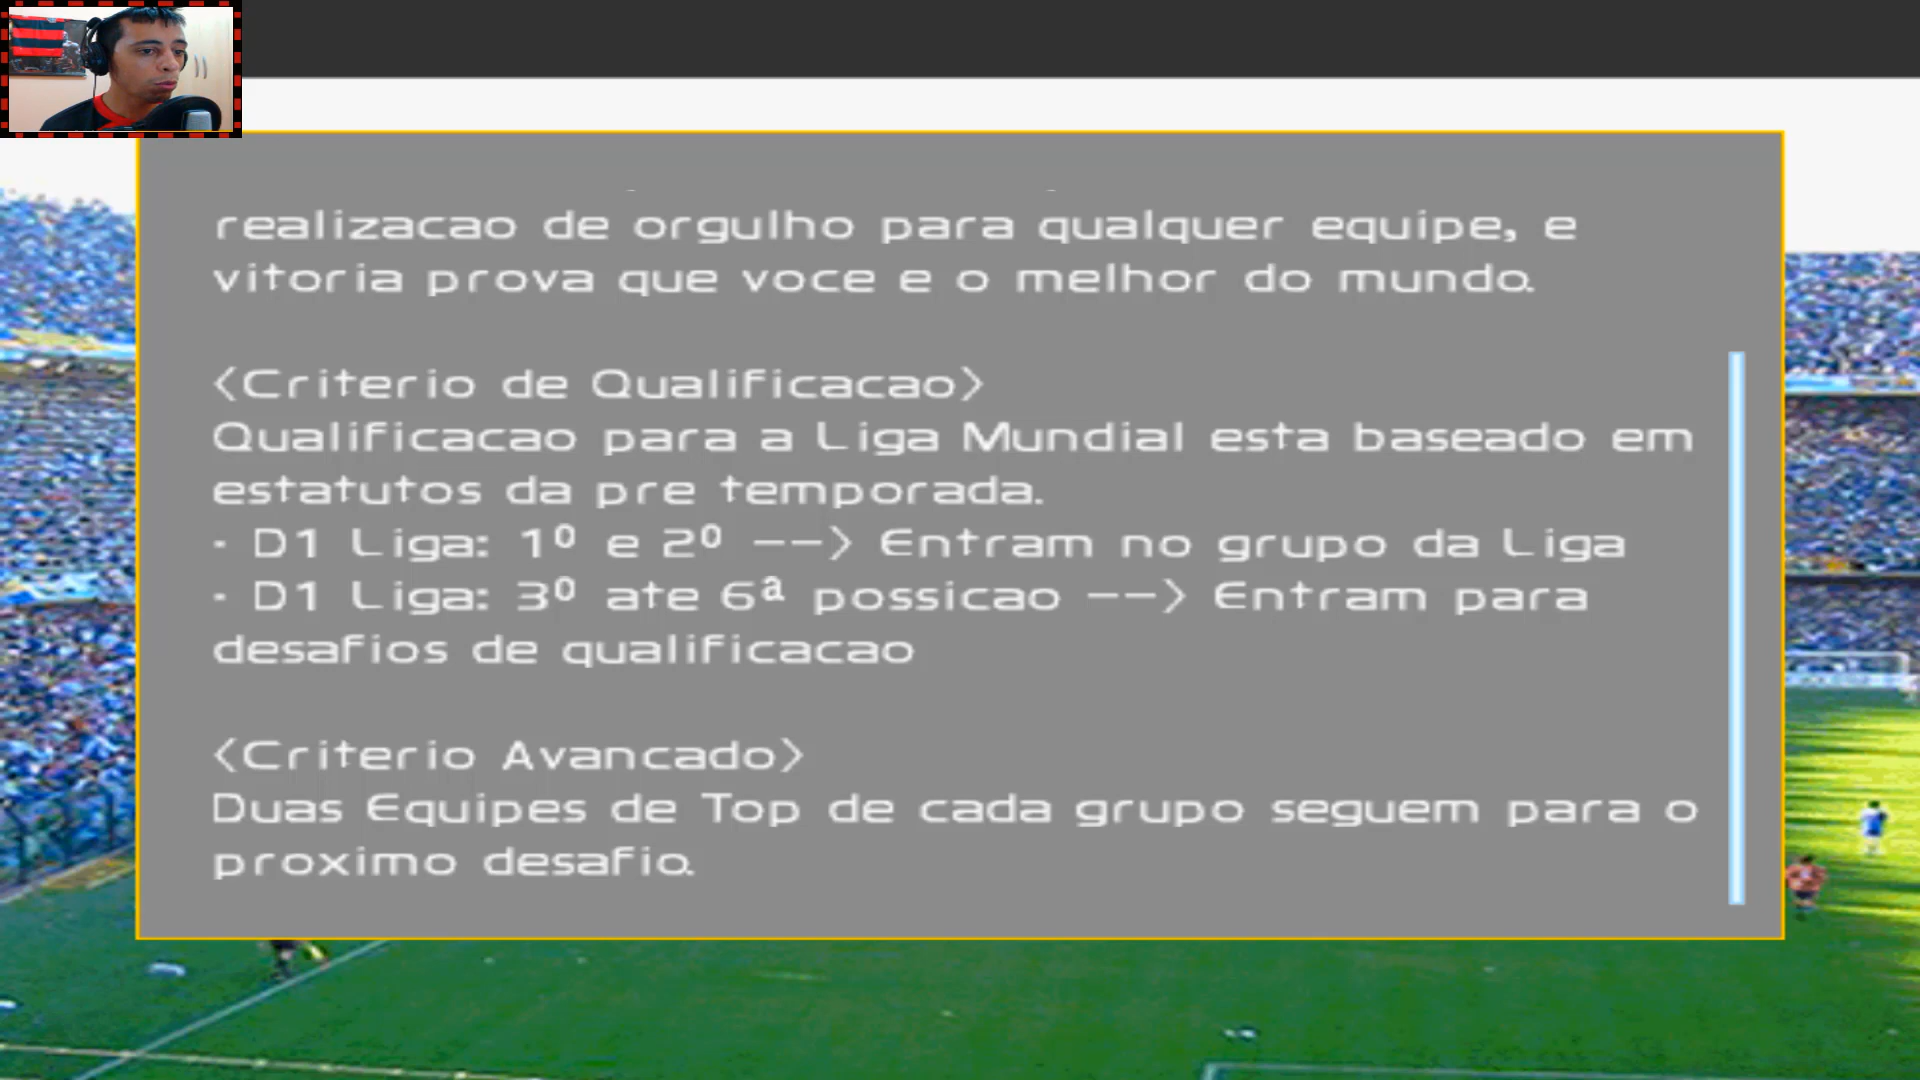 realizacao de orgulho para qualquer equipe, e
vitoria prova que voce e o melhor do mundo.
<Criterio de Qualificacao>
Qualificacao para a Liga Mundial esta baseado em
estatutos da pre temporada.
· D1 Liga: 1º e 2º --> Entram no grupo da Liga
· D1 Liga: 3º ate 6ª possicao --> Entram para
desafios de qualificacao
<Criterio Avancado>
Duas Equipes de Top de cada grupo seguem para o
proximo desafio.